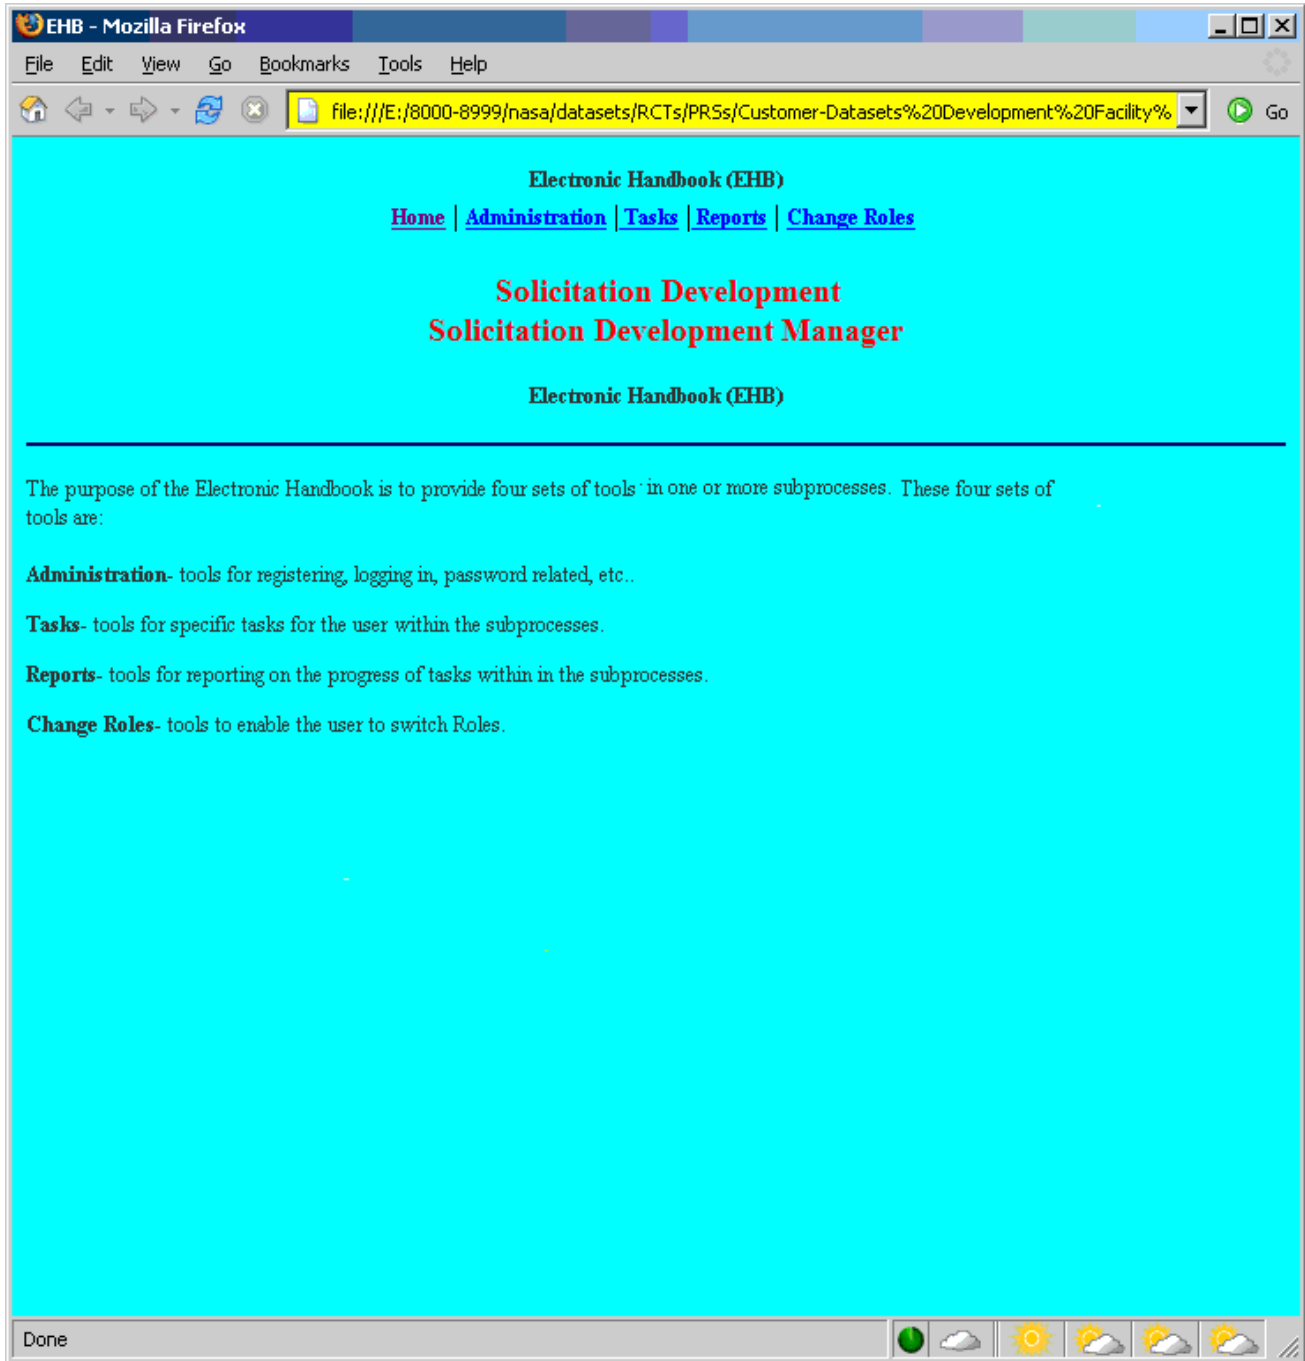 EHB - Mozilla Firefox
File Edit View Go Bookmarks Tools Help
file:///E:/8000-8999/nasa/datasets/RCTs/PRSs/Customer-Datasets%20Development%20Facility% Go
Electronic Handbook (EHB)
Home | Administration | Tasks | Reports | Change Roles
Solicitation Development
Solicitation Development Manager
Electronic Handbook (EHB)
The purpose of the Electronic Handbook is to provide four sets of tools in one or more subprocesses. These four sets of
tools are:
Administration- tools for registering, logging in, password related, etc..
Tasks- tools for specific tasks for the user within the subprocesses.
Reports- tools for reporting on the progress of tasks within in the subprocesses.
Change Roles- tools to enable the user to switch Roles.
Done